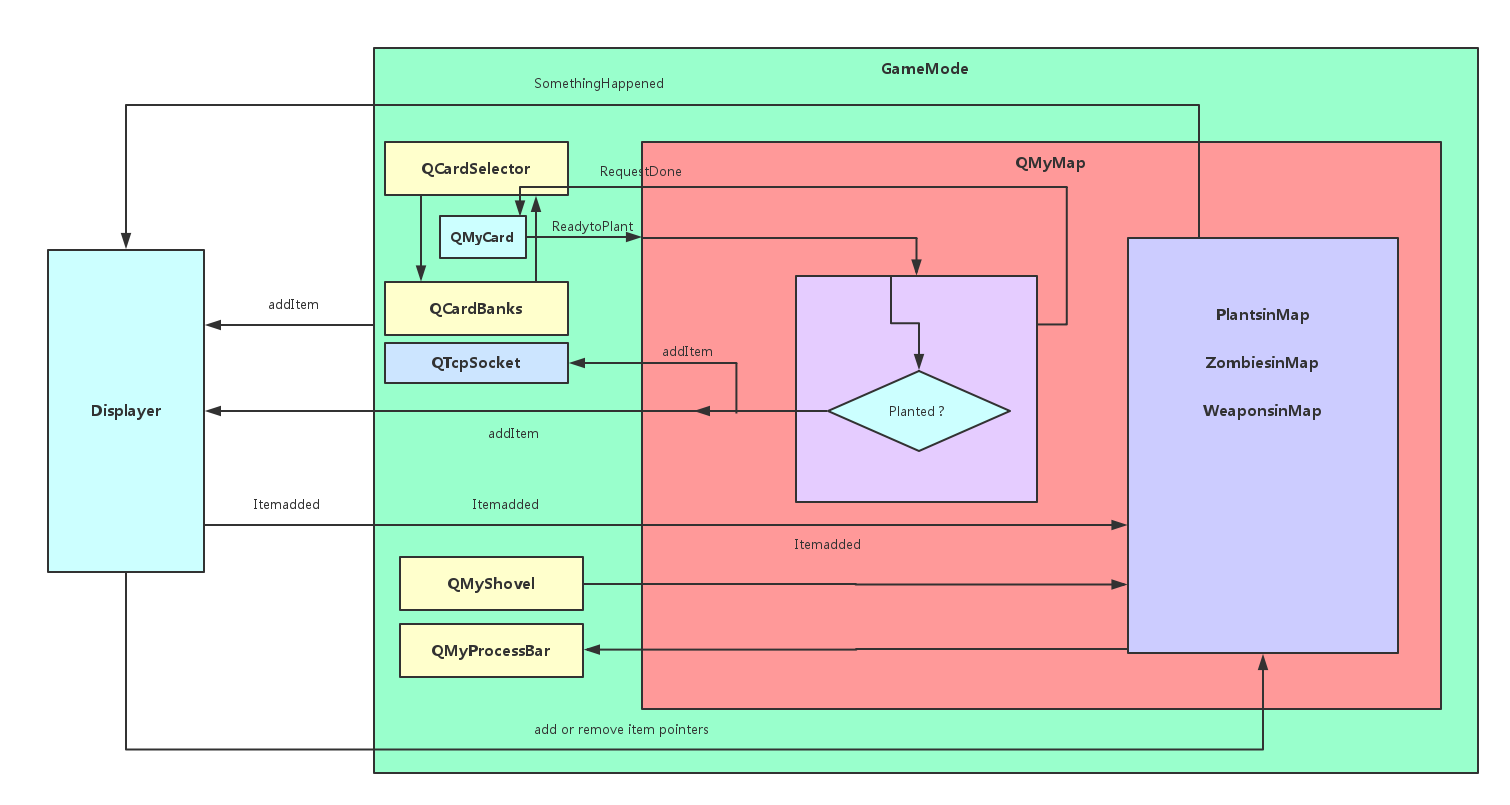 GameMode
SomethingHappened
QCardSelector
QMyMap
RequestDone
ReadytoPlant
QMyCard
addItem
QCardBanks
PlantsinMap
addItem
QTcpSocket
ZombiesinMap
Displayer
Planted ?
WeaponsinMap
addItem
Itemadded
Itemadded
Itemadded
QMyShovel
QMyProcessBar
add or remove item pointers